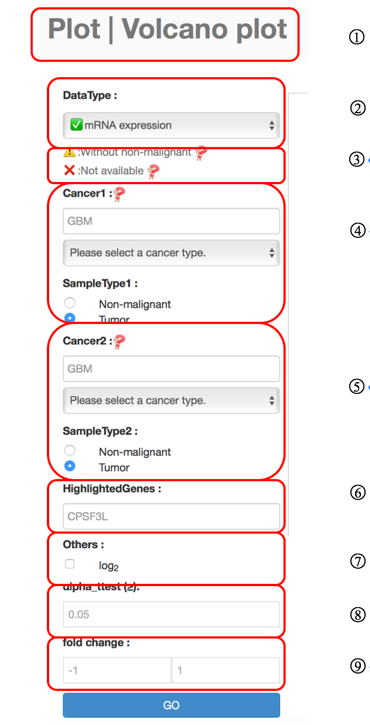 Plot | Volcano plot
①
DataType :
②
✅ mRNA expression
⚠ :Without non-malignant ?
③
❌ :Not available ?
Cancer1 :?
GBM
④
Please select a cancer type.
SampleType1 :
Non-malignant
Tumor
Cancer2 :?
GBM
⑤
Please select a cancer type.
SampleType2 :
Non-malignant
Tumor
HighlightedGenes :
⑥
CPSF3L
Others :
⑦
log₂
alpha_ttest (≥):
⑧
0.05
fold change :
⑨
-1 1
GO